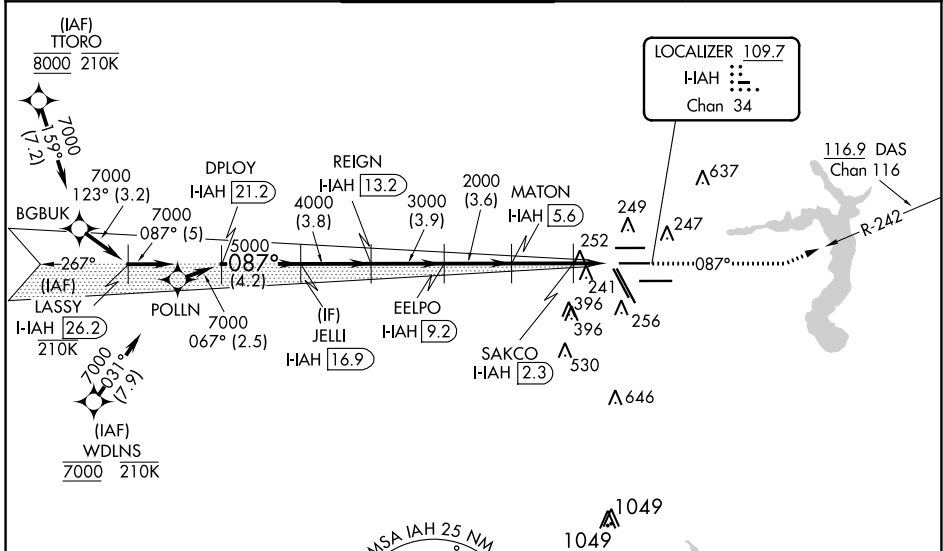 (IAF)
TTORO
8000 210K
7000
159°
(7.2)
7000
123° (3.2)
BGBUK
7000
087° (5)
DPLOY
I-IAH 21.2
REIGN
I-IAH 13.2
4000
(3.8)
3000
(3.9)
2000
(3.6)
MATON
I-IAH 5.6
LOCALIZER 109.7
I-IAH
Chan 34
116.9 DAS
Chan 116
R-242
637
249
247
252
267°
5000
087°
(4.2)
087°
(IAF)
LASSY
I-IAH 26.2
210K
POLLN
7000
067° (2.5)
(IF)
JELLI
I-IAH 16.9
EELPO
I-IAH 9.2
SAKCO
I-IAH 2.3
241
396
396
256
530
646
7000
031°
(7.9)
(IAF)
WDLNS
7000 210K
1049
1049
MSA IAH 25 NM